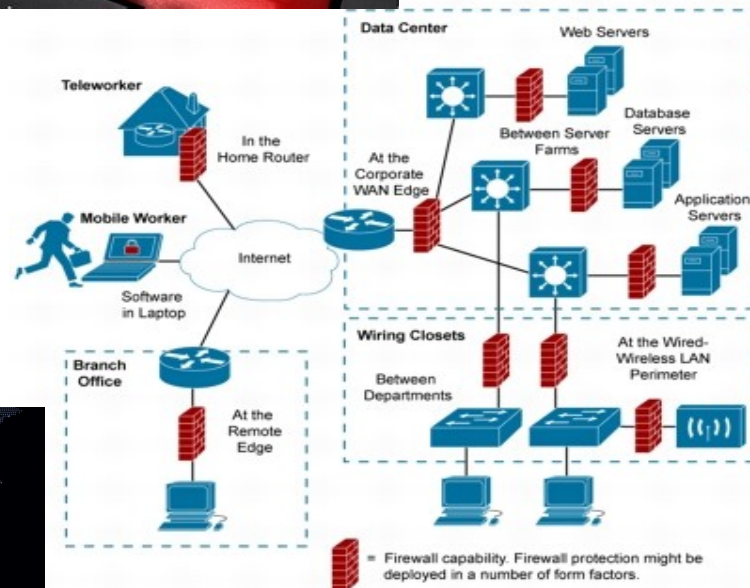 Data Center
Web Servers
Teleworker
In the
Home Router
Between Server
Farms
Database
Servers
At the
Corporate
WAN Edge
Application
Servers
Mobile Worker
Internet
Software
in Laptop
Wiring Closets
At the Wired-
Wireless LAN
Perimeter
Between
Departments
Branch
Office
At the
Remote
Edge
= Firewall capability. Firewall protection might be
deployed in a number of form factors.